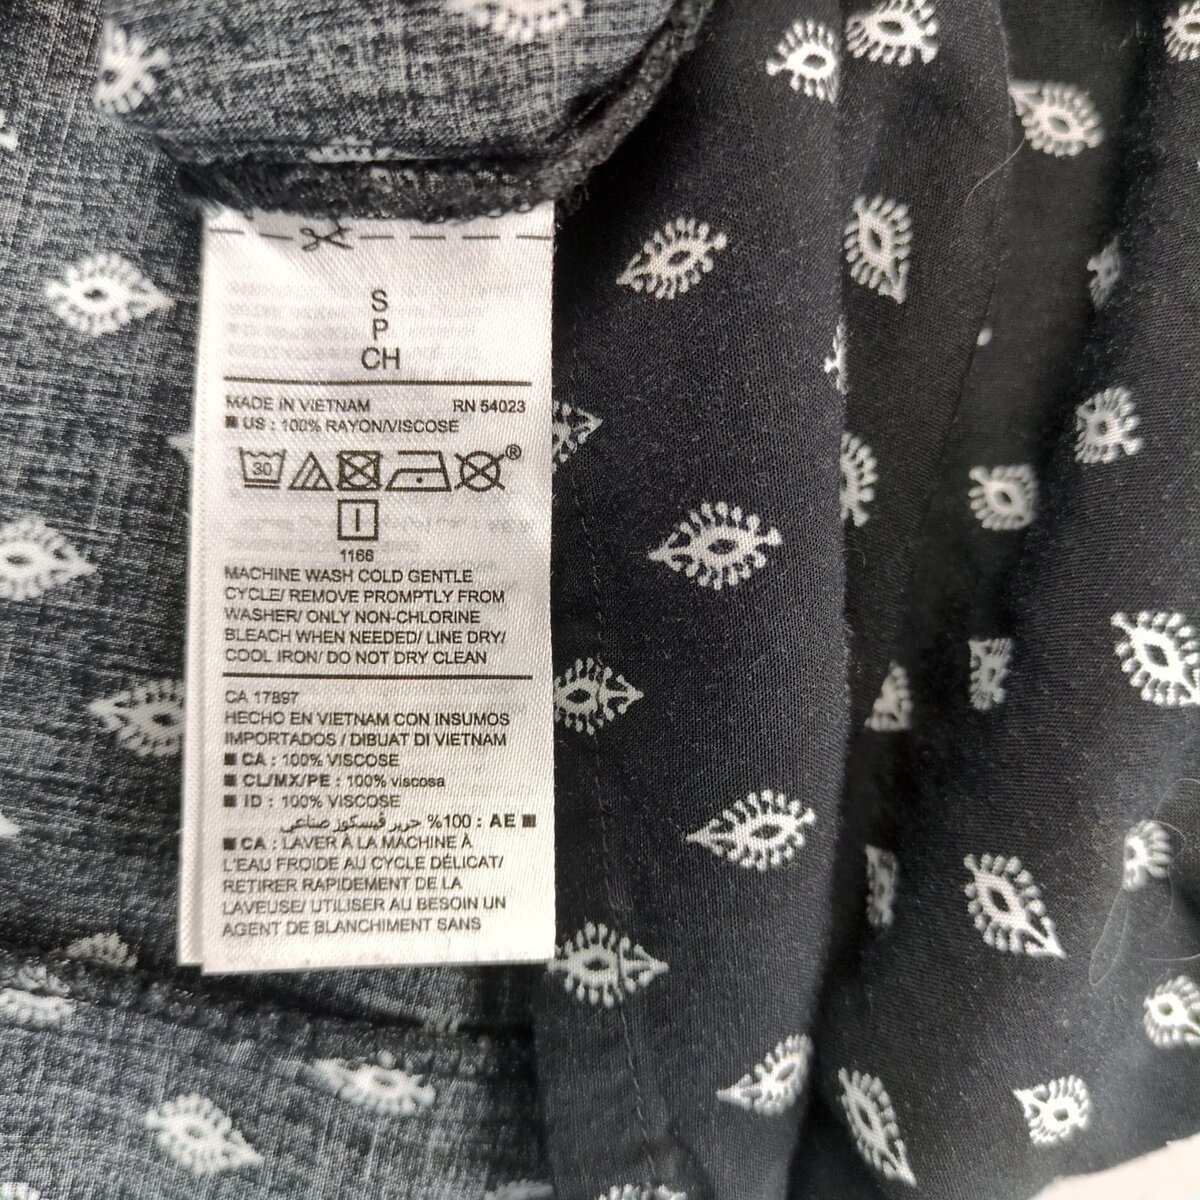 S
P
CH
MADE IN VIETNAM RN 54023
■ US : 100% RAYON/VISCOSE
30 ®
1166
MACHINE WASH COLD GENTLE
CYCLE/ REMOVE PROMPTLY FROM
WASHER/ ONLY NON-CHLORINE
BLEACH WHEN NEEDED/ LINE DRY/
COOL IRON/ DO NOT DRY CLEAN
CA 17897
HECHO EN VIETNAM CON INSUMOS
IMPORTADOS / DIBUAT DI VIETNAM
■ CA : 100% VISCOSE
■ CL/MX/PE : 100% viscosa
■ ID : 100% VISCOSE
■ AE : 100% حرير فيسكوز صناعي
■ CA : LAVER À LA MACHINE À
L'EAU FROIDE AU CYCLE DÉLICAT/
RETIRER RAPIDEMENT DE LA
LAVEUSE/ UTILISER AU BESOIN UN
AGENT DE BLANCHIMENT SANS